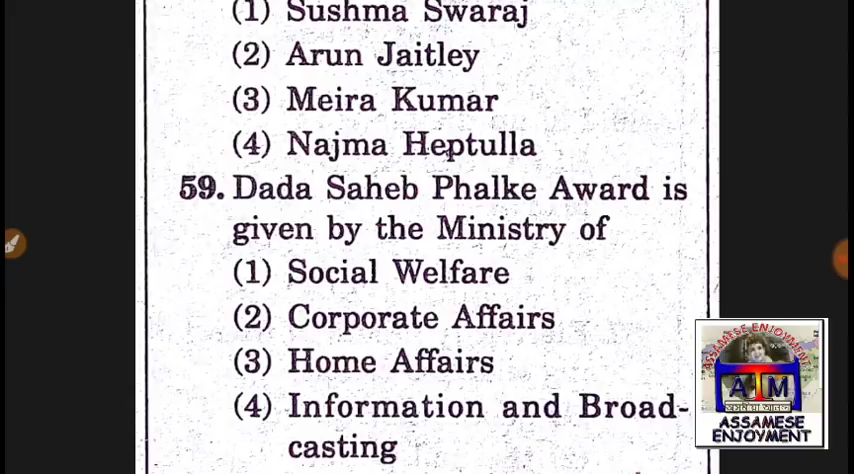 (1) Sushma Swaraj
(2) Arun Jaitley
(3) Meira Kumar
(4) Najma Heptulla
59. Dada Saheb Phalke Award is
given by the Ministry of
(1) Social Welfare
(2) Corporate Affairs
(3) Home Affairs
(4) Information and Broad-
casting
ASSAMESE ENJOYMENT
ATM
ASSAMESE
ENJOYMENT